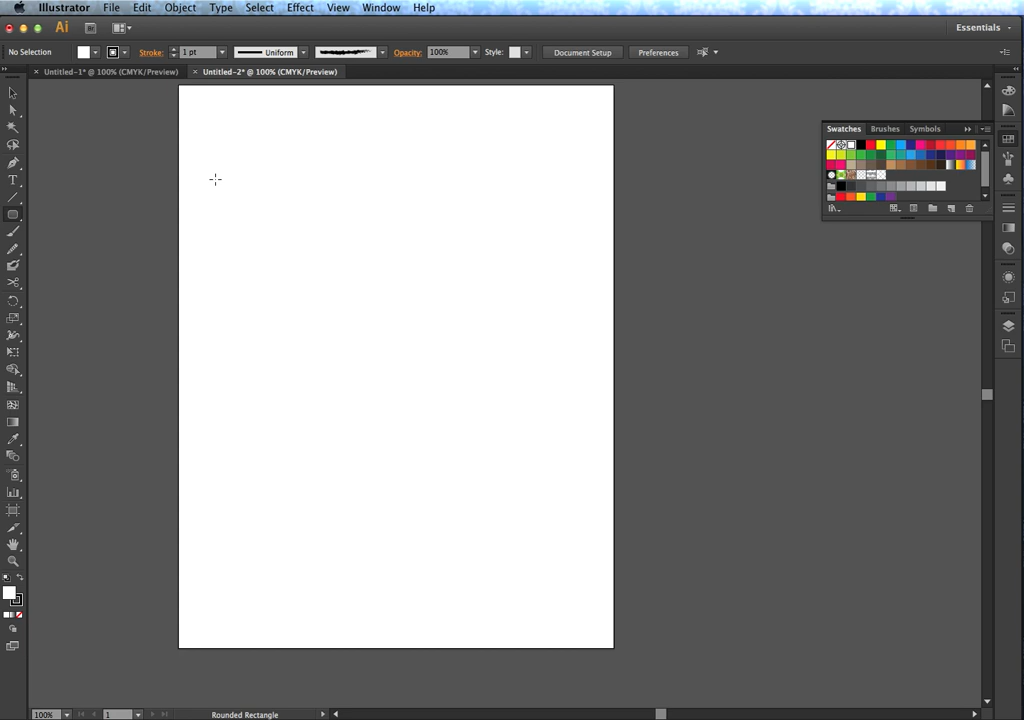 Illustrator File Edit Object Type Select Effect View Window Help
Ai Br Essentials
No Selection Stroke: 1 pt Uniform Opacity: 100% Style: Document Setup Preferences
Untitled-1* @ 100% (CMYK/Preview) Untitled-2* @ 100% (CMYK/Preview)
Swatches Brushes Symbols
T
100% 1 Rounded Rectangle